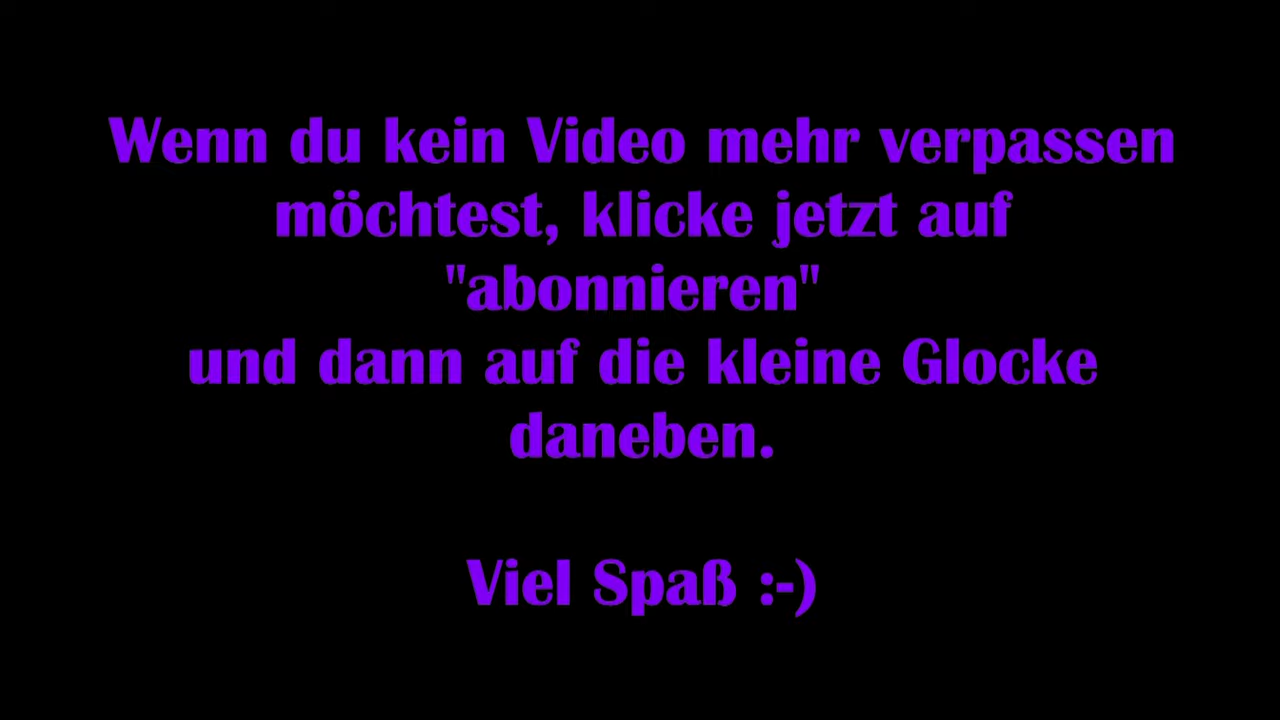 Wenn du kein Video mehr verpassen
möchtest, klicke jetzt auf
"abonnieren"
und dann auf die kleine Glocke
daneben.
Viel Spaß :-)